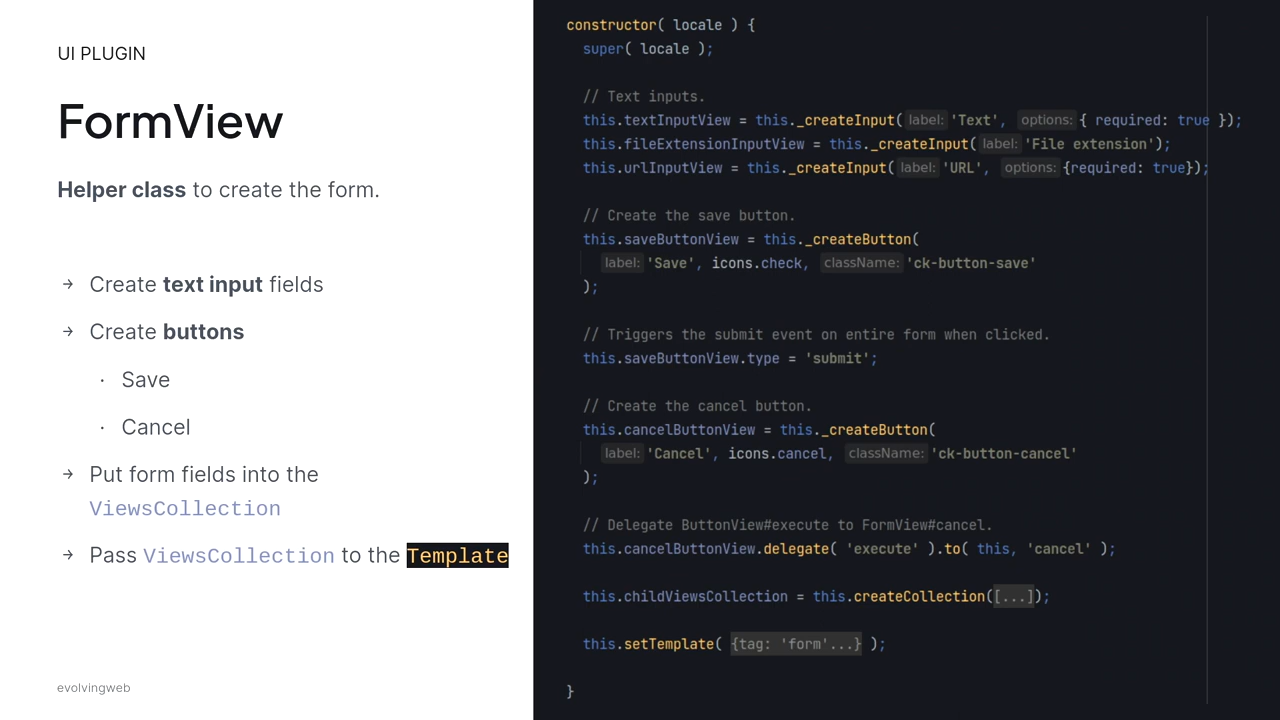 UI PLUGIN
FormView
Helper class to create the form.
→ Create text input fields
→ Create buttons
· Save
· Cancel
→ Put form fields into the
ViewsCollection
→ Pass ViewsCollection to the Template
evolvingweb
constructor( locale ) {
super( locale );
// Text inputs.
this.textInputView = this._createInput( label: 'Text', options: { required: true });
this.fileExtensionInputView = this._createInput( label: 'File extension');
this.urlInputView = this._createInput( label: 'URL', options: {required: true});
// Create the save button.
this.saveButtonView = this._createButton(
label: 'Save', icons.check, className: 'ck-button-save'
);
// Triggers the submit event on entire form when clicked.
this.saveButtonView.type = 'submit';
// Create the cancel button.
this.cancelButtonView = this._createButton(
label: 'Cancel', icons.cancel, className: 'ck-button-cancel'
);
// Delegate ButtonView#execute to FormView#cancel.
this.cancelButtonView.delegate( 'execute' ).to( this, 'cancel' );
this.childViewsCollection = this.createCollection([...]);
this.setTemplate( {tag: 'form'...} );
}